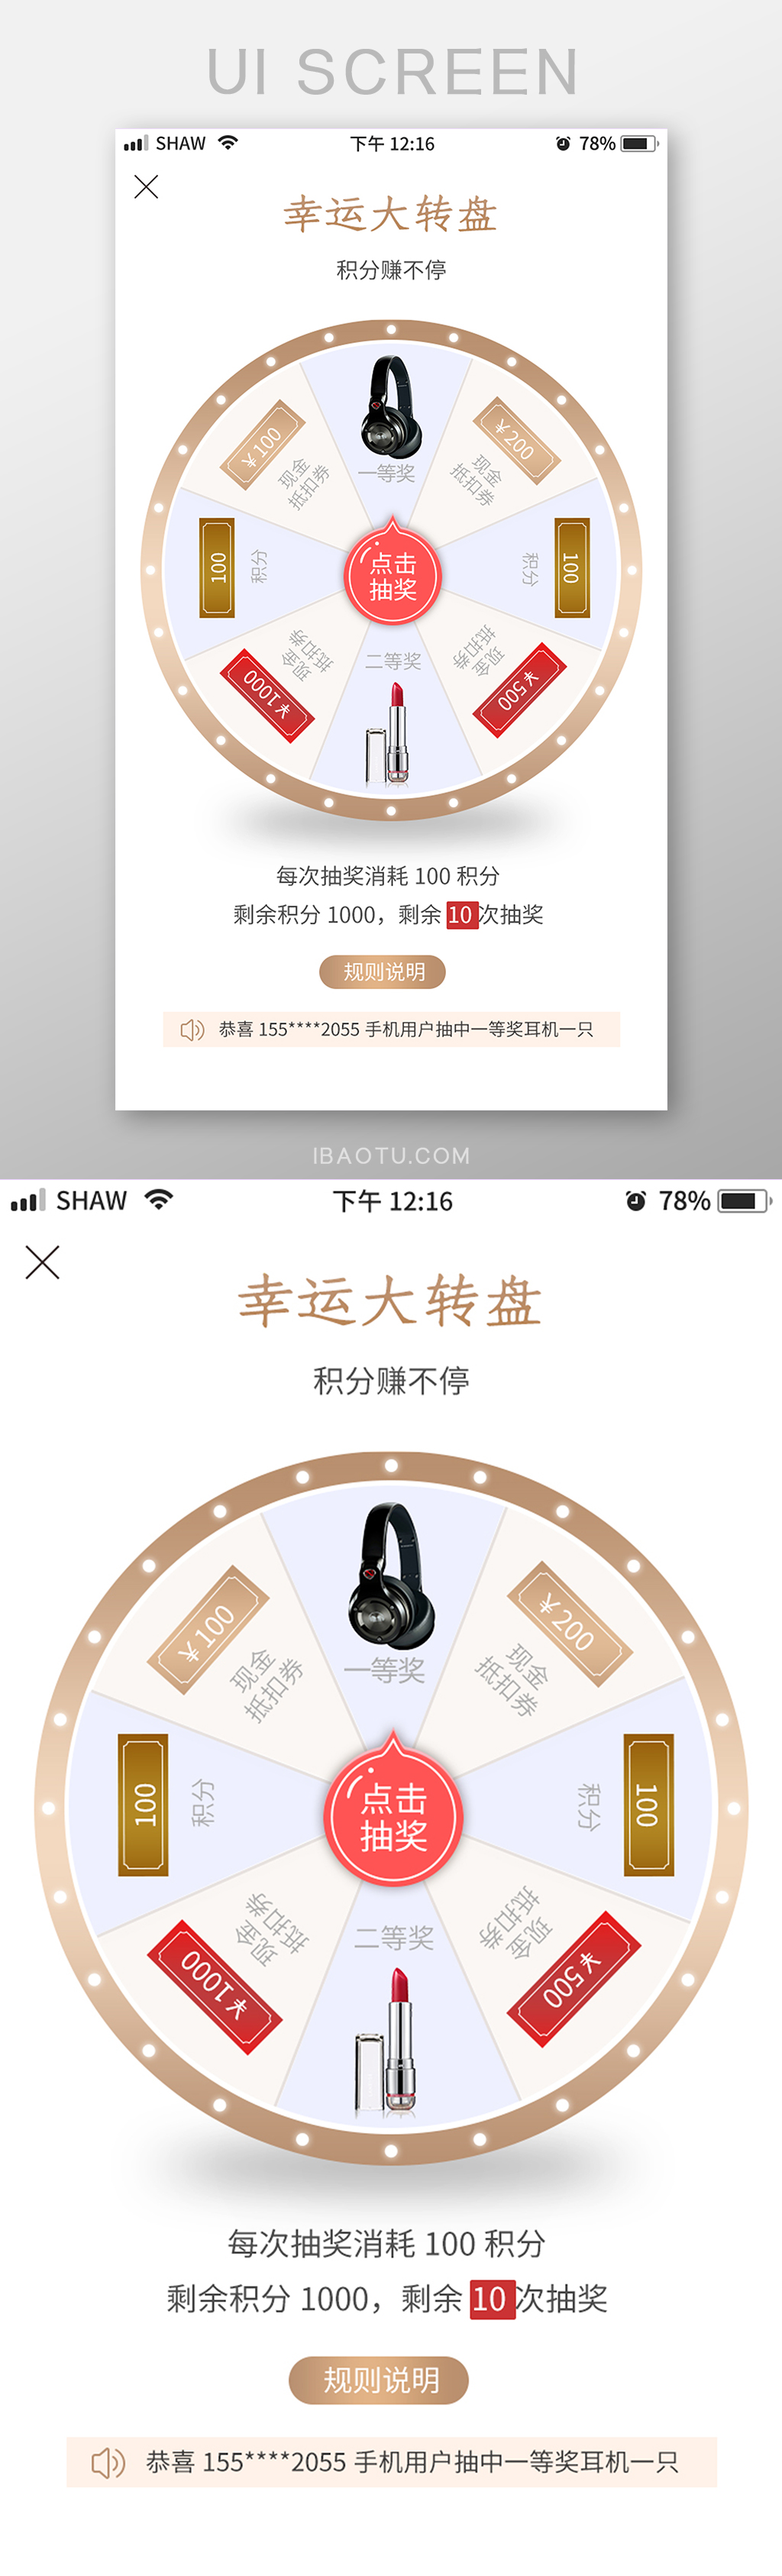 UI SCREEN
SHAW 下午 12:16 78%
幸运大转盘
积分赚不停
一等奖
¥200
现金
抵扣券
100
积分
¥500
现金
抵扣券
二等奖
¥1000
现金
抵扣券
100
积分
¥100
现金
抵扣券
点击
抽奖
每次抽奖消耗 100 积分
剩余积分 1000，剩余 10 次抽奖
规则说明
恭喜 155****2055 手机用户抽中一等奖耳机一只
IBAOTU.COM
SHAW 下午 12:16 78%
幸运大转盘
积分赚不停
一等奖
¥200
现金
抵扣券
100
积分
¥500
现金
抵扣券
二等奖
¥1000
现金
抵扣券
100
积分
¥100
现金
抵扣券
点击
抽奖
每次抽奖消耗 100 积分
剩余积分 1000，剩余 10 次抽奖
规则说明
恭喜 155****2055 手机用户抽中一等奖耳机一只